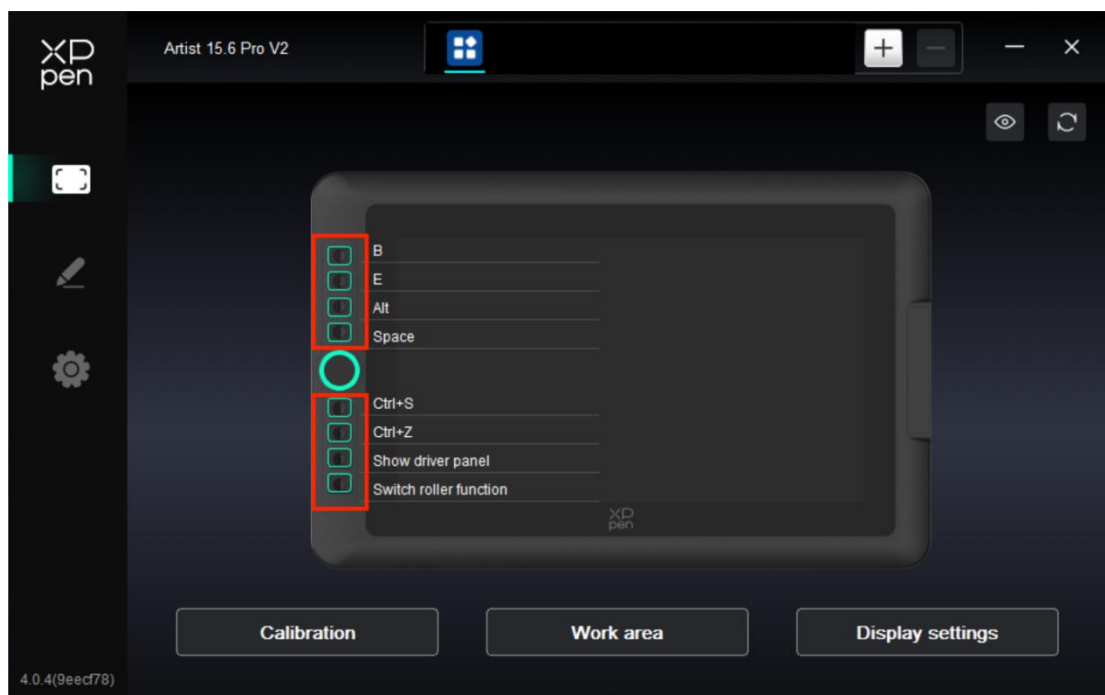 XP
pen
Artist 15.6 Pro V2
B
E
Alt
Space
Ctrl+S
Ctrl+Z
Show driver panel
Switch roller function
XP
pen
Calibration
Work area
Display settings
4.0.4(9eecf78)